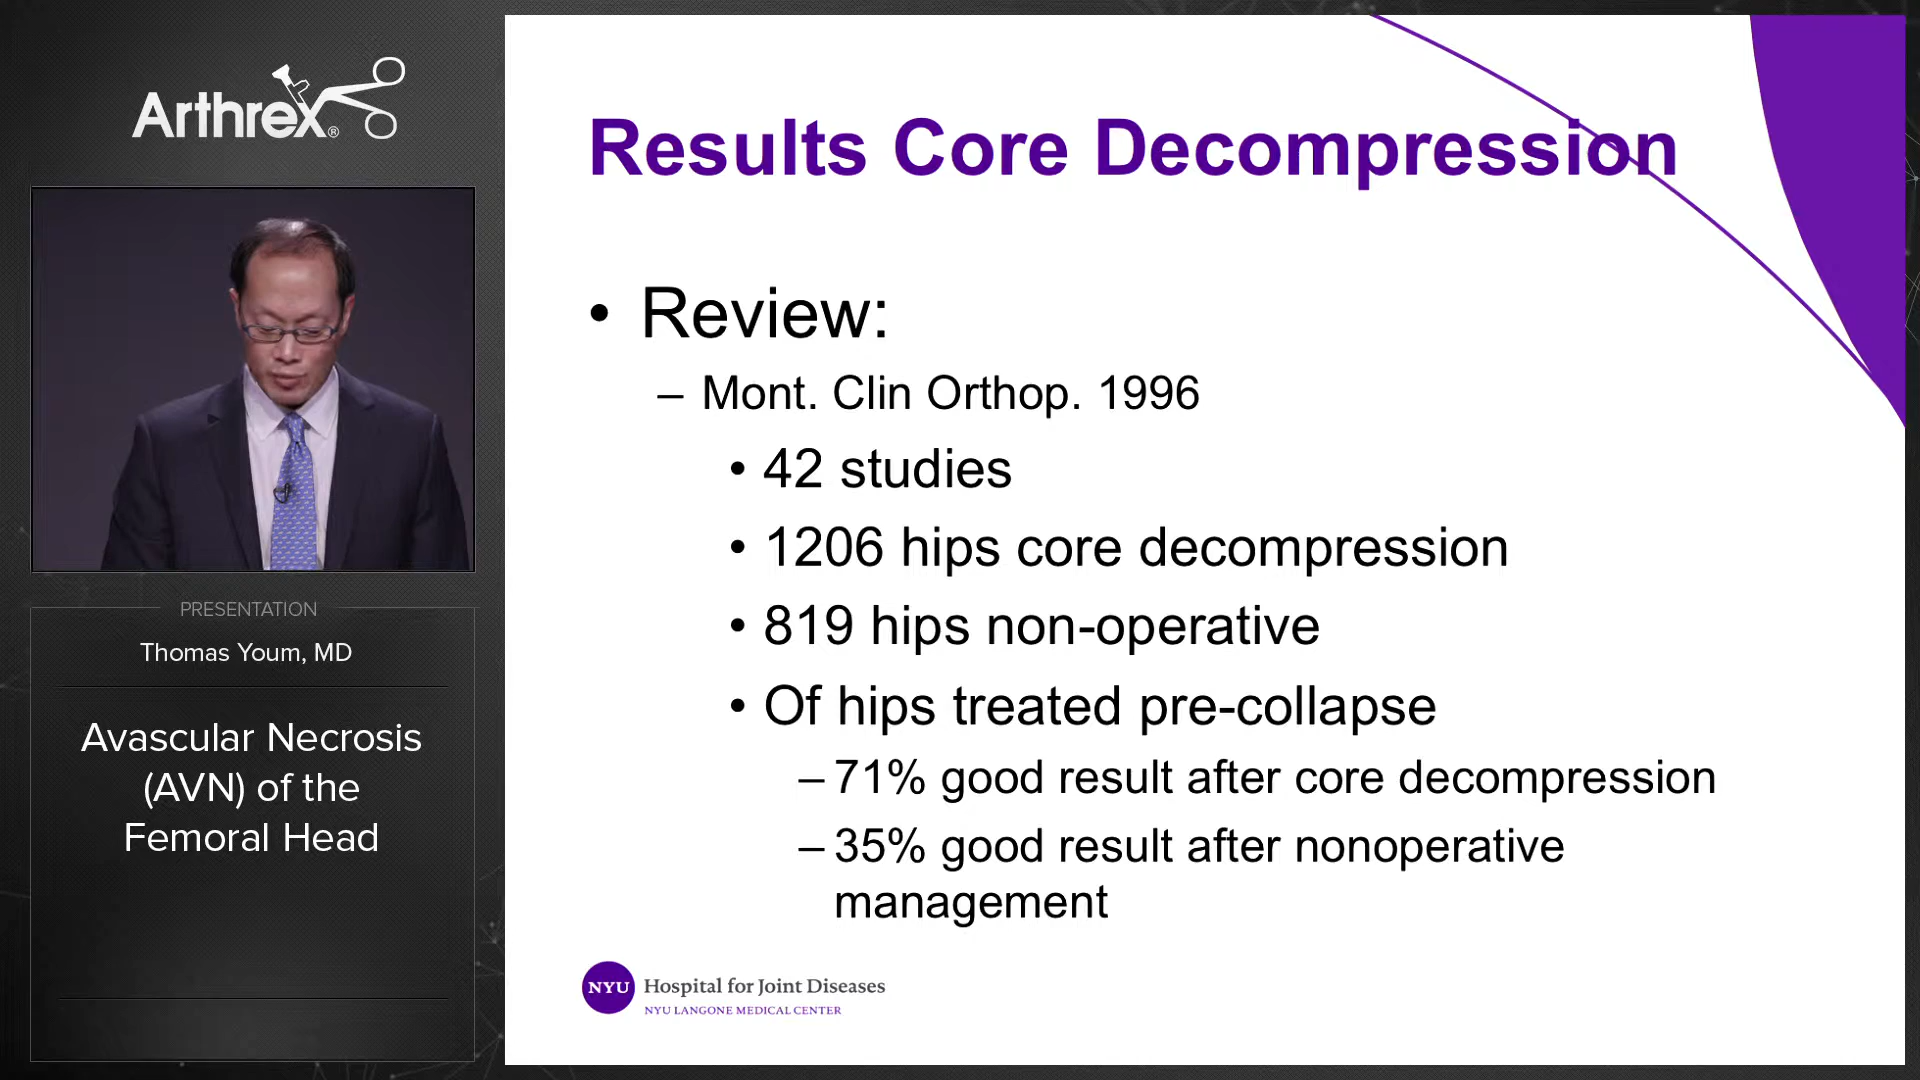 Arthrex®
PRESENTATION
Thomas Youm, MD
Avascular Necrosis
(AVN) of the
Femoral Head
Results Core Decompression
• Review:
– Mont. Clin Orthop. 1996
• 42 studies
• 1206 hips core decompression
• 819 hips non-operative
• Of hips treated pre-collapse
– 71% good result after core decompression
– 35% good result after nonoperative
management
NYU Hospital for Joint Diseases
NYU LANGONE MEDICAL CENTER